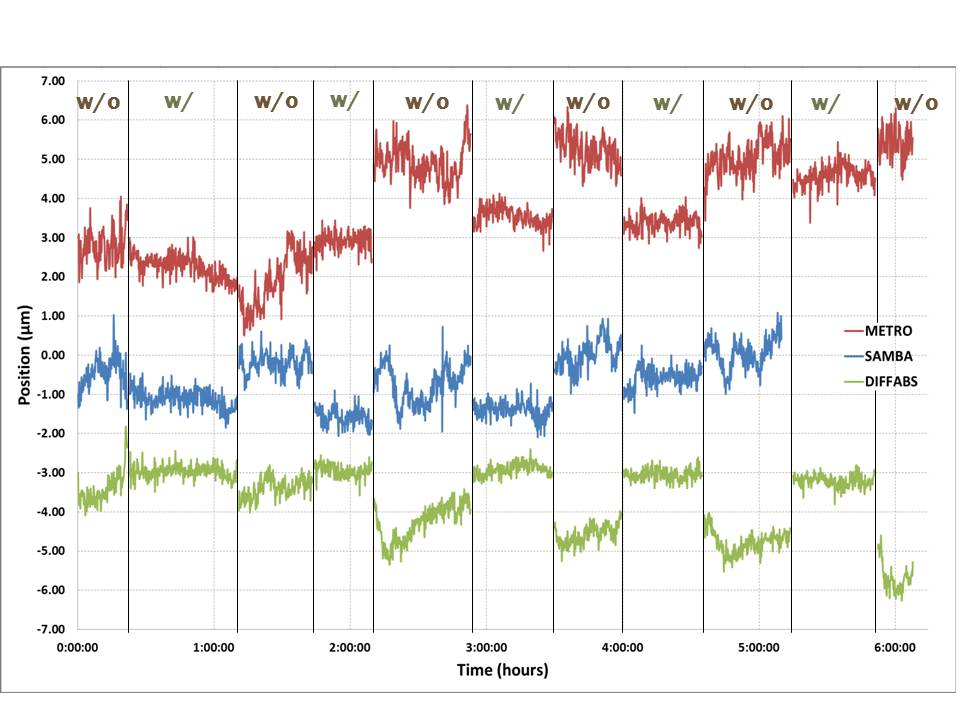 7.00
w/o w/ w/o w/ w/o w/ w/o w/ w/o w/ w/o
6.00
5.00
4.00
3.00
2.00
1.00
0.00
-1.00
-2.00
-3.00
-4.00
-5.00
-6.00
-7.00
Position (µm)
METRO
SAMBA
DIFFABS
0:00:00 1:00:00 2:00:00 3:00:00 4:00:00 5:00:00 6:00:00
Time (hours)